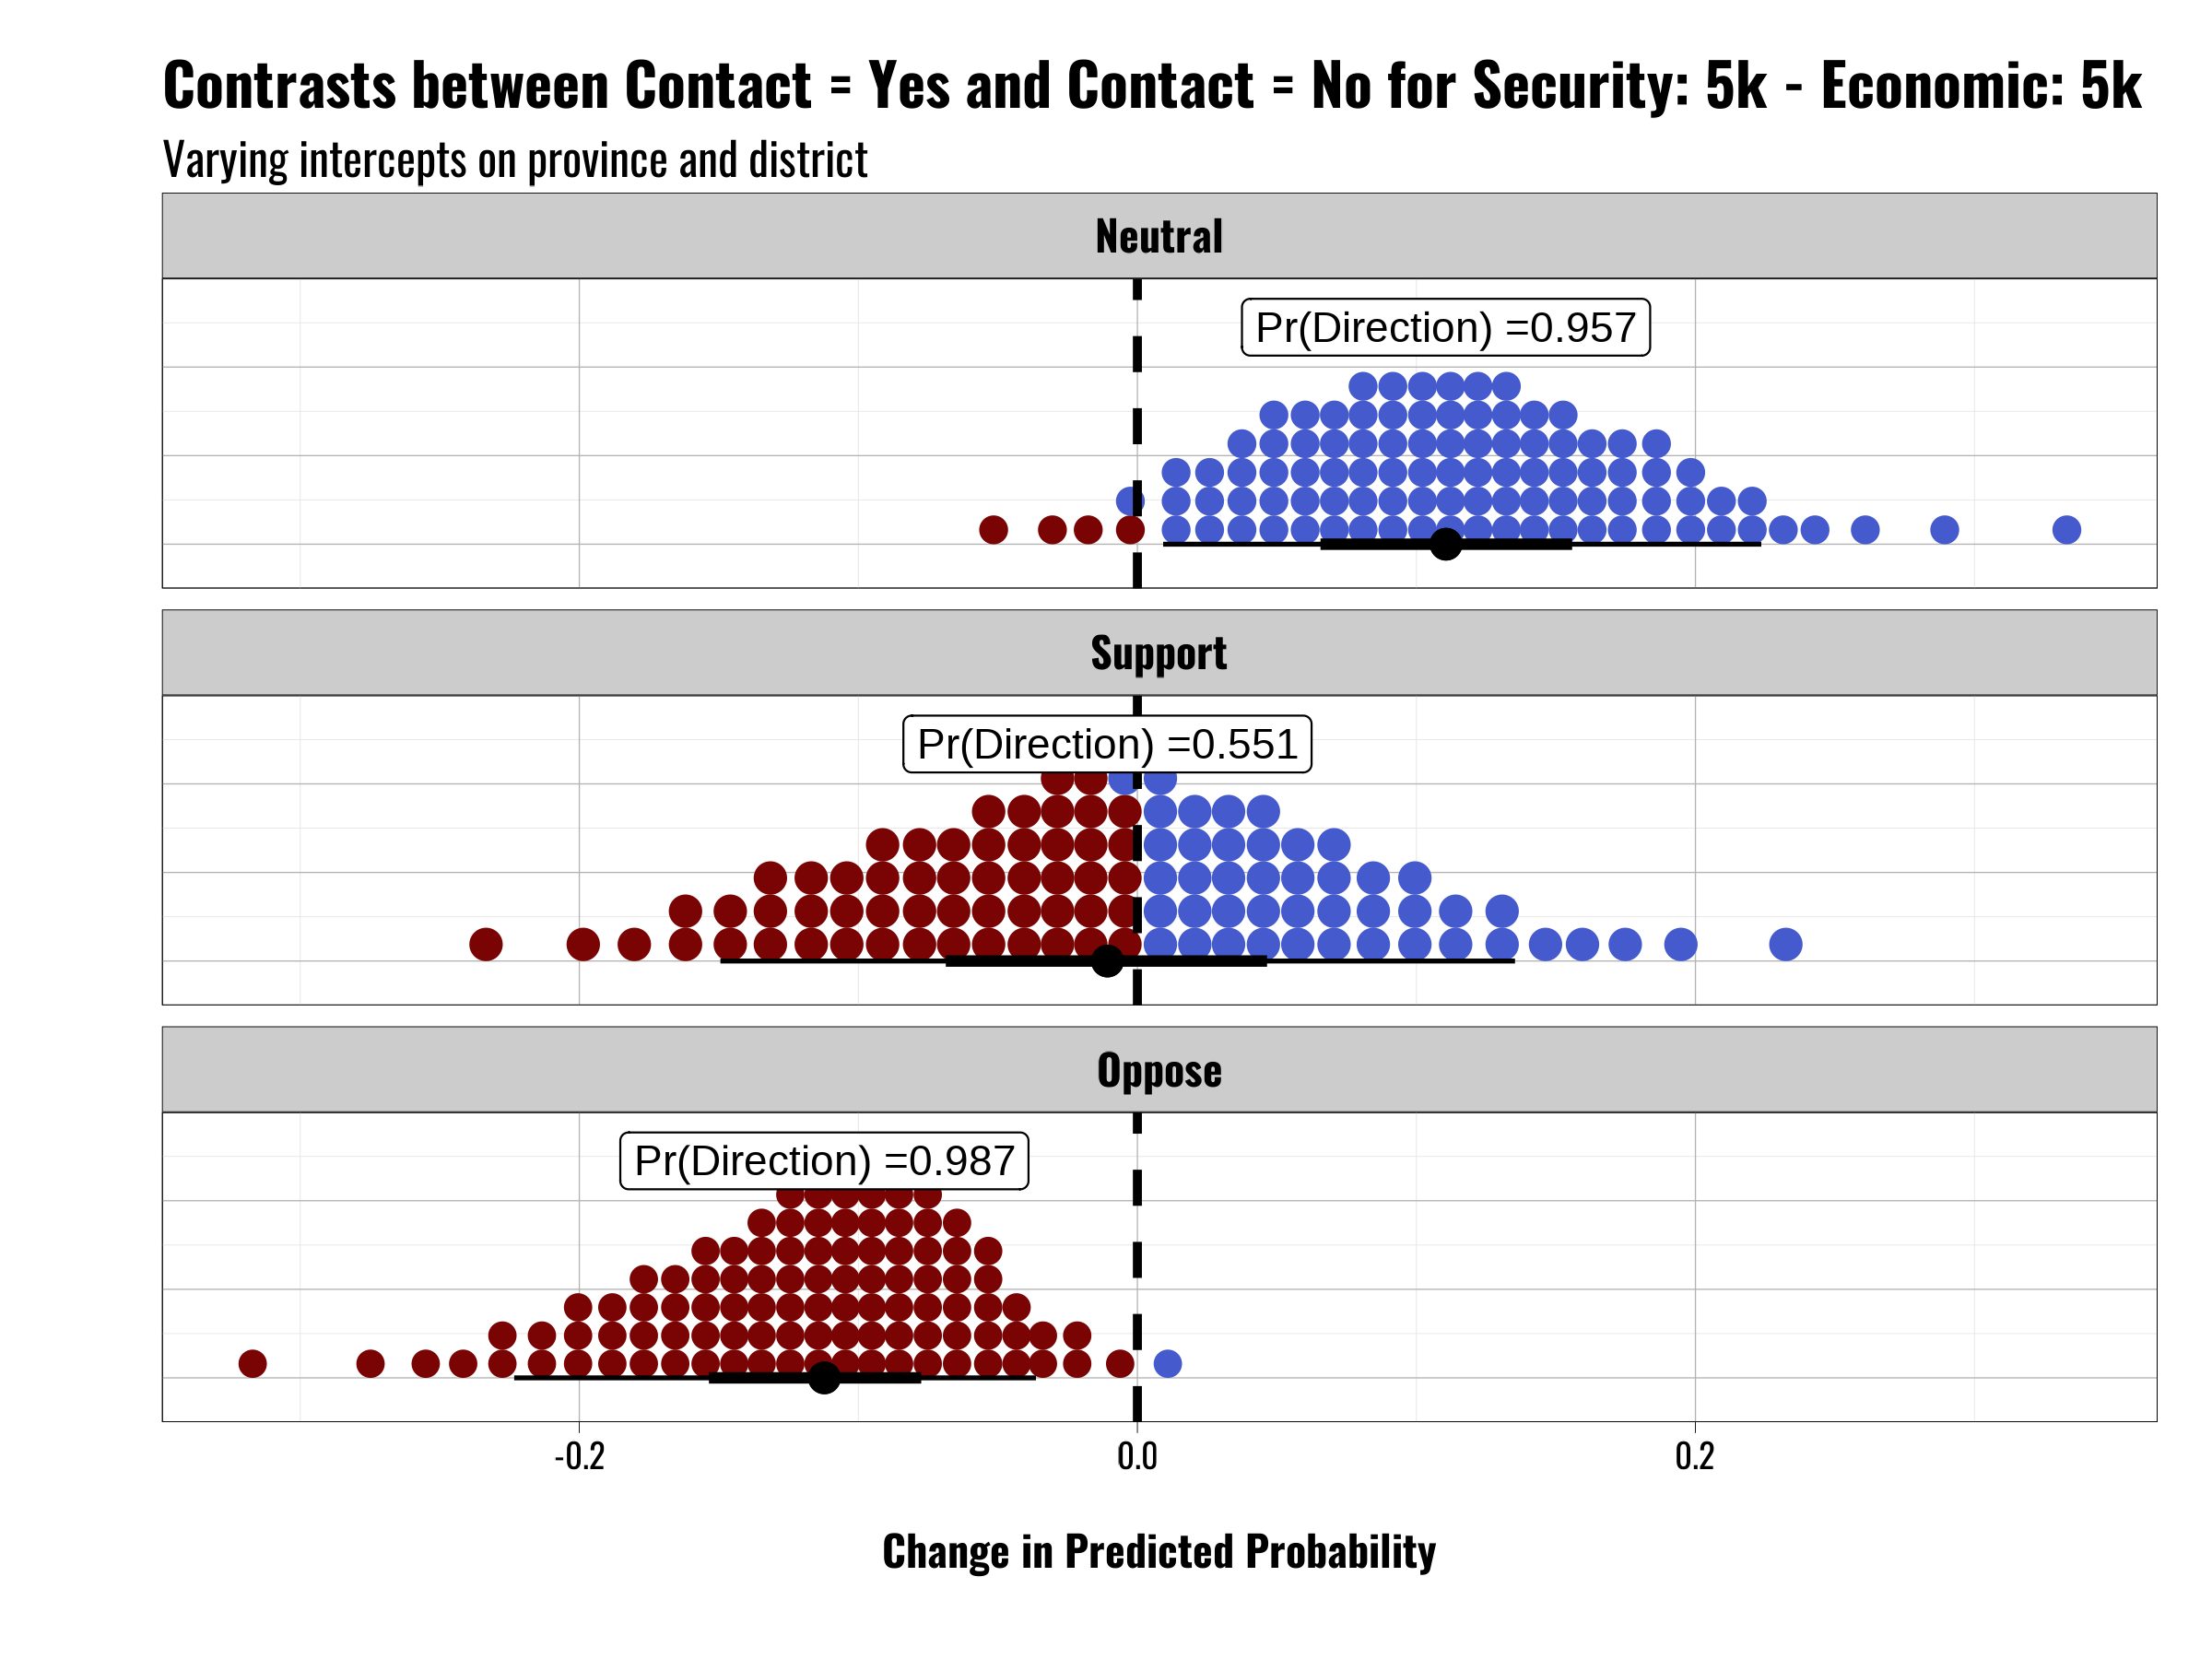 Contrasts between Contact = Yes and Contact = No for Security: 5k - Economic: 5k
Varying intercepts on province and district
Neutral
Pr(Direction) =0.957
Support
Pr(Direction) =0.551
Oppose
Pr(Direction) =0.987
-0.2 0.0 0.2
Change in Predicted Probability